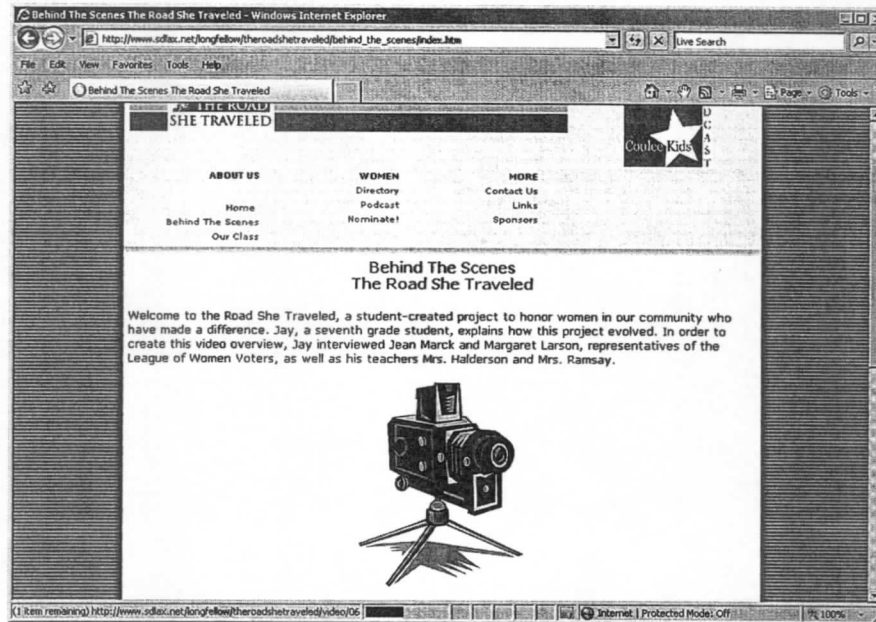 Behind The Scenes The Road She Traveled - Windows Internet Explorer
http://www.sdlax.net/longfellow/theroadshetraveled/behind_the_scenes/index.htm
Live Search
File Edit View Favorites Tools Help
Behind The Scenes The Road She Traveled
Page Tools
THE ROAD
SHE TRAVELED
Coulee Kids
DCAST
ABOUT US
Home
Behind The Scenes
Our Class
WOMEN
Directory
Podcast
Nominate!
MORE
Contact Us
Links
Sponsors
Behind The Scenes
The Road She Traveled
Welcome to the Road She Traveled, a student-created project to honor women in our community who
have made a difference. Jay, a seventh grade student, explains how this project evolved. In order to
create this video overview, Jay interviewed Jean Marck and Margaret Larson, representatives of the
League of Women Voters, as well as his teachers Mrs. Halderson and Mrs. Ramsay.
(1 item remaining) http://www.sdlax.net/longfellow/theroadshetraveled/video/06
Internet | Protected Mode: Off
100%